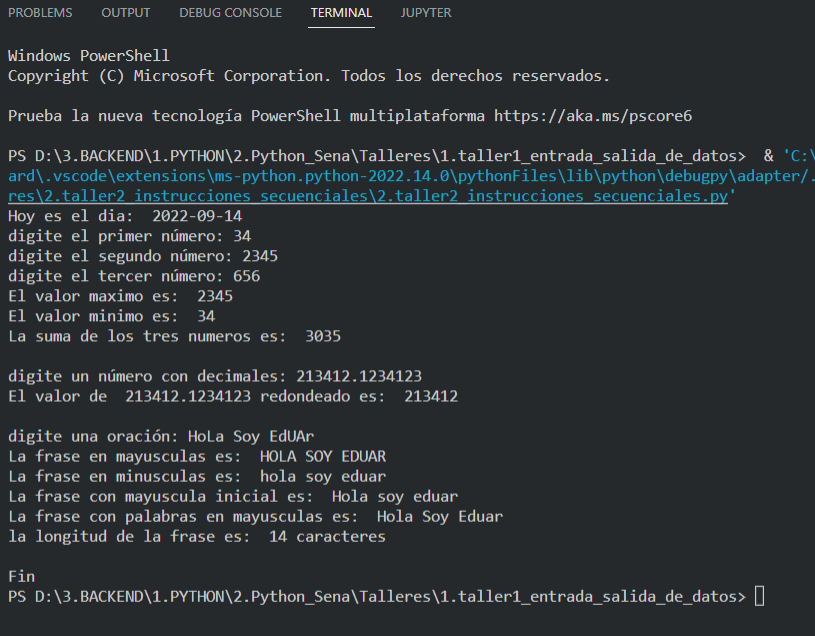 PROBLEMS OUTPUT DEBUG CONSOLE TERMINAL JUPYTER
Windows PowerShell
Copyright (C) Microsoft Corporation. Todos los derechos reservados.
Prueba la nueva tecnología PowerShell multiplataforma https://aka.ms/pscore6
PS D:\3.BACKEND\1.PYTHON\2.Python_Sena\Talleres\1.taller1_entrada_salida_de_datos>  & 'C:\
ard\.vscode\extensions\ms-python.python-2022.14.0\pythonFiles\lib\python\debugpy\adapter/.
res\2.taller2_instrucciones_secuenciales\2.taller2_instrucciones_secuenciales.py'
Hoy es el dia:  2022-09-14
digite el primer número: 34
digite el segundo número: 2345
digite el tercer número: 656
El valor maximo es:  2345
El valor minimo es:  34
La suma de los tres numeros es:  3035
digite un número con decimales: 213412.1234123
El valor de  213412.1234123 redondeado es:  213412
digite una oración: HoLa Soy EdUAr
La frase en mayusculas es:  HOLA SOY EDUAR
La frase en minusculas es:  hola soy eduar
La frase con mayuscula inicial es:  Hola soy eduar
La frase con palabras en mayusculas es:  Hola Soy Eduar
la longitud de la frase es:  14 caracteres
Fin
PS D:\3.BACKEND\1.PYTHON\2.Python_Sena\Talleres\1.taller1_entrada_salida_de_datos>